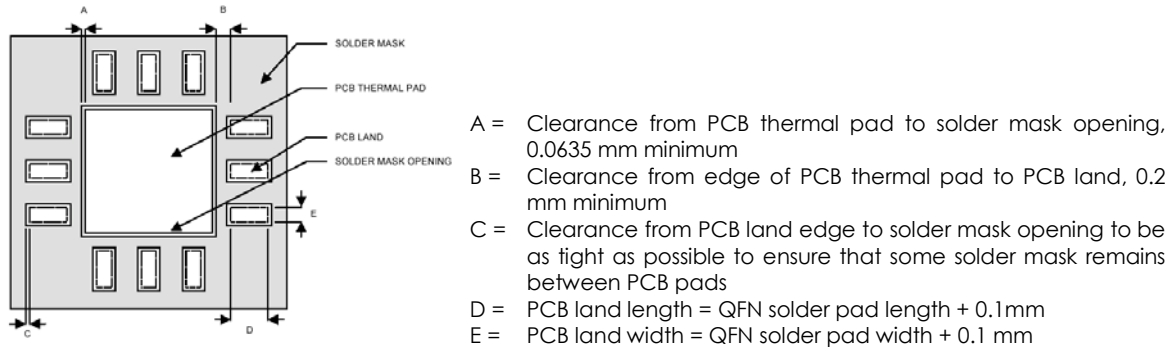 A
B
SOLDER MASK
PCB THERMAL PAD
PCB LAND
SOLDER MASK OPENING
E
C
D
A = Clearance from PCB thermal pad to solder mask opening,
0.0635 mm minimum
B = Clearance from edge of PCB thermal pad to PCB land, 0.2
mm minimum
C = Clearance from PCB land edge to solder mask opening to be
as tight as possible to ensure that some solder mask remains
between PCB pads
D = PCB land length = QFN solder pad length + 0.1mm
E = PCB land width = QFN solder pad width + 0.1 mm